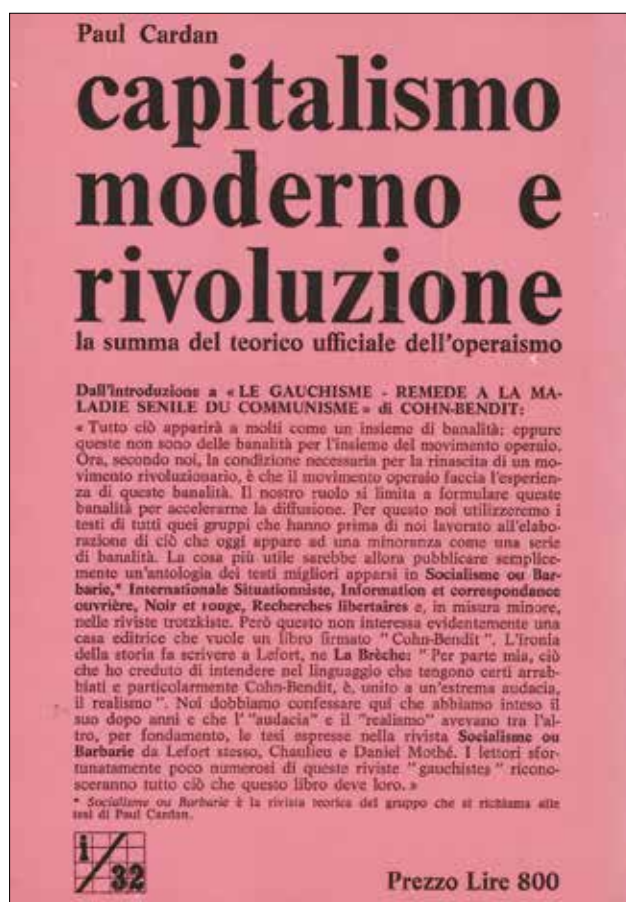 Paul Cardan
capitalismo
moderno e
rivoluzione
la summa del teorico ufficiale dell'operaismo
Dall'introduzione a « LE GAUCHISME - REMEDE A LA MA-
LADIE SENILE DU COMMUNISME » di COHN-BENDIT:
« Tutto ciò apparirà a molti come un insieme di banalità: eppure
queste non sono delle banalità per l'insieme del movimento operaio.
Ora, secondo noi, la condizione necessaria per la rinascita di un mo-
vimento rivoluzionario, è che il movimento operaio faccia l'esperien-
za di queste banalità. Il nostro ruolo si limita a formulare queste
banalità per accelerarne la diffusione. Per questo noi utilizzeremo i
testi di tutti quei gruppi che hanno prima di noi lavorato all'elabo-
razione di ciò che oggi appare ad una minoranza come una serie
di banalità. La cosa più utile sarebbe allora pubblicare semplice-
mente un'antologia dei testi migliori apparsi in Socialisme ou Bar-
barie,* Internationale Situationniste, Information et correspondance
ouvrière, Noir et rouge, Recherches libertaires e, in misura minore,
nelle riviste trotzkiste. Però questo non interessa evidentemente una
casa editrice che vuole un libro firmato " Cohn-Bendit ". L'ironia
della storia fa scrivere a Lefort, ne La Brèche: " Per parte mia, ciò
che ho creduto di intendere nel linguaggio che tengono certi arrab-
biati e particolarmente Cohn-Bendit, è, unito a un'estrema audacia,
il realismo ". Noi dobbiamo confessare qui che abbiamo inteso il
suo dopo anni e che l' "audacia" e il "realismo" avevano tra l'al-
tro, per fondamento, le tesi espresse nella rivista Socialisme ou
Barbarie da Lefort stesso, Chaulieu e Daniel Mothé. I lettori sfor-
tunatamente poco numerosi di queste riviste " gauchistes " ricono-
sceranno tutto ciò che questo libro deve loro. »
* Socialisme ou Barbarie è la rivista teorica del gruppo che si richiama alle
tesi di Paul Cardan.
i/32
Prezzo Lire 800